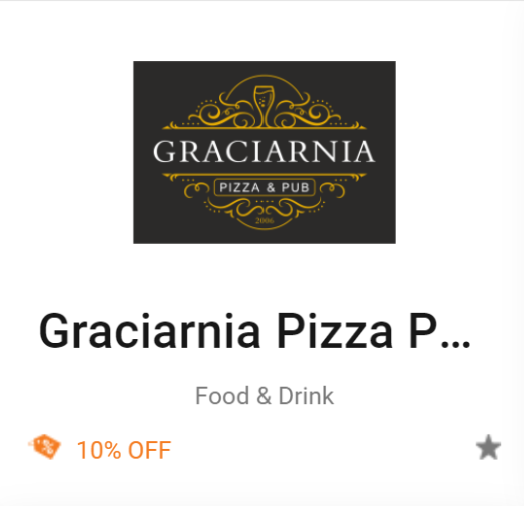 GRACIARNIA
PIZZA & PUB
2006
Graciarnia Pizza P...
Food & Drink
10% OFF